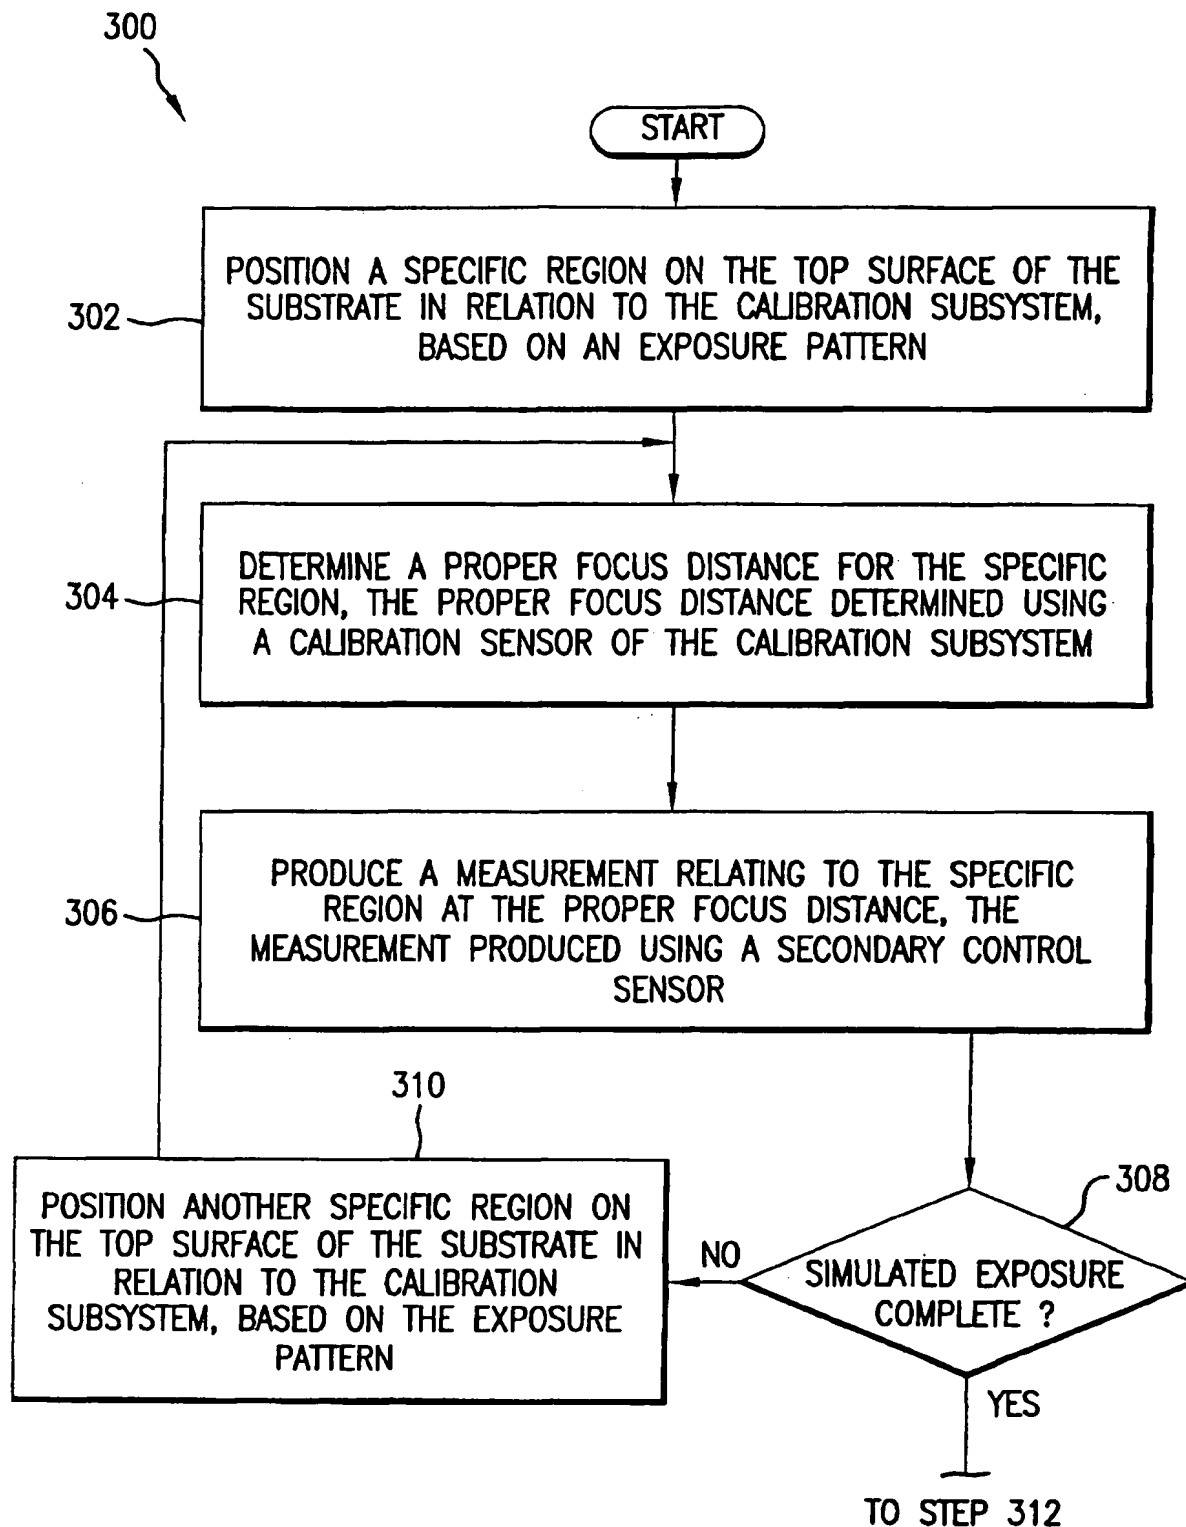 300
START
POSITION A SPECIFIC REGION ON THE TOP SURFACE OF THE
SUBSTRATE IN RELATION TO THE CALIBRATION SUBSYSTEM,
BASED ON AN EXPOSURE PATTERN
302
DETERMINE A PROPER FOCUS DISTANCE FOR THE SPECIFIC
REGION, THE PROPER FOCUS DISTANCE DETERMINED USING
A CALIBRATION SENSOR OF THE CALIBRATION SUBSYSTEM
304
PRODUCE A MEASUREMENT RELATING TO THE SPECIFIC
REGION AT THE PROPER FOCUS DISTANCE, THE
MEASUREMENT PRODUCED USING A SECONDARY CONTROL
SENSOR
306
310
POSITION ANOTHER SPECIFIC REGION ON
THE TOP SURFACE OF THE SUBSTRATE IN
RELATION TO THE CALIBRATION
SUBSYSTEM, BASED ON THE EXPOSURE
PATTERN
308
NO
SIMULATED EXPOSURE
COMPLETE ?
YES
TO STEP 312